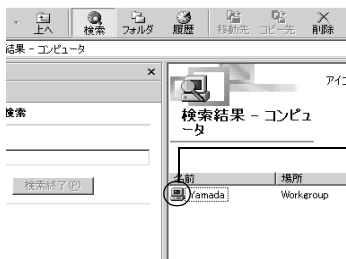 上へ 検索 フォルダ 履歴 移動先 コピー先 削除
結果 - コンピュータ
検索
検索終了(P)
アイコ
検索結果 - コンピュ
ータ
名前 場所
Yamada Workgroup